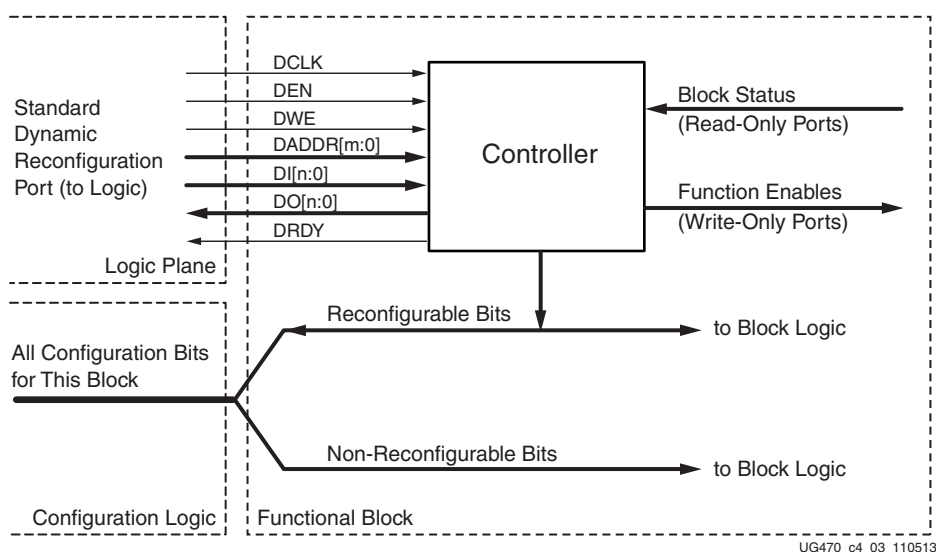 DCLK
DEN
DWE
DADDR[m:0]
DI[n:0]
DO[n:0]
DRDY
Standard
Dynamic
Reconfiguration
Port (to Logic)
Logic Plane
Controller
Block Status
(Read-Only Ports)
Function Enables
(Write-Only Ports)
Reconfigurable Bits
to Block Logic
All Configuration Bits
for This Block
Non-Reconfigurable Bits
to Block Logic
Configuration Logic
Functional Block
UG470_c4_03_110513